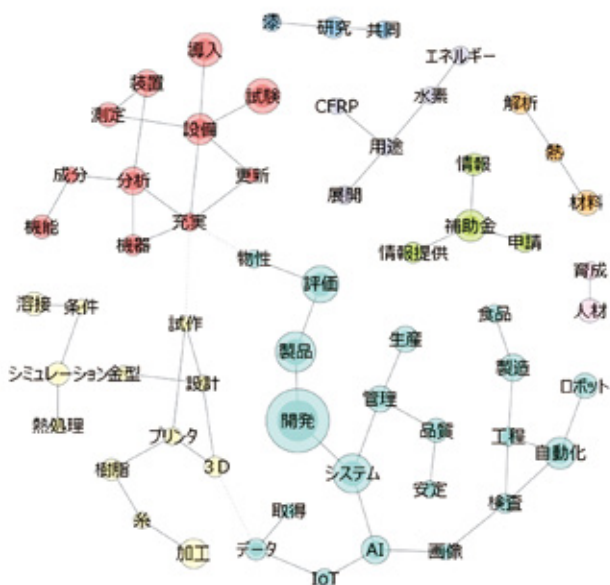 漆
研究
共同
導入
エネルギー
装置
試験
CFRP
水素
解析
測定
設備
用途
熱
成分
分析
更新
展開
情報
材料
機能
機器
充実
補助金
情報提供
申請
物性
評価
育成
人材
溶接
条件
試作
食品
製品
生産
製造
シミュレーション
金型
設計
管理
ロボット
熱処理
プリンタ
開発
品質
工程
自動化
樹脂
3D
システム
安定
検査
糸
取得
加工
データ
AI
画像
IoT